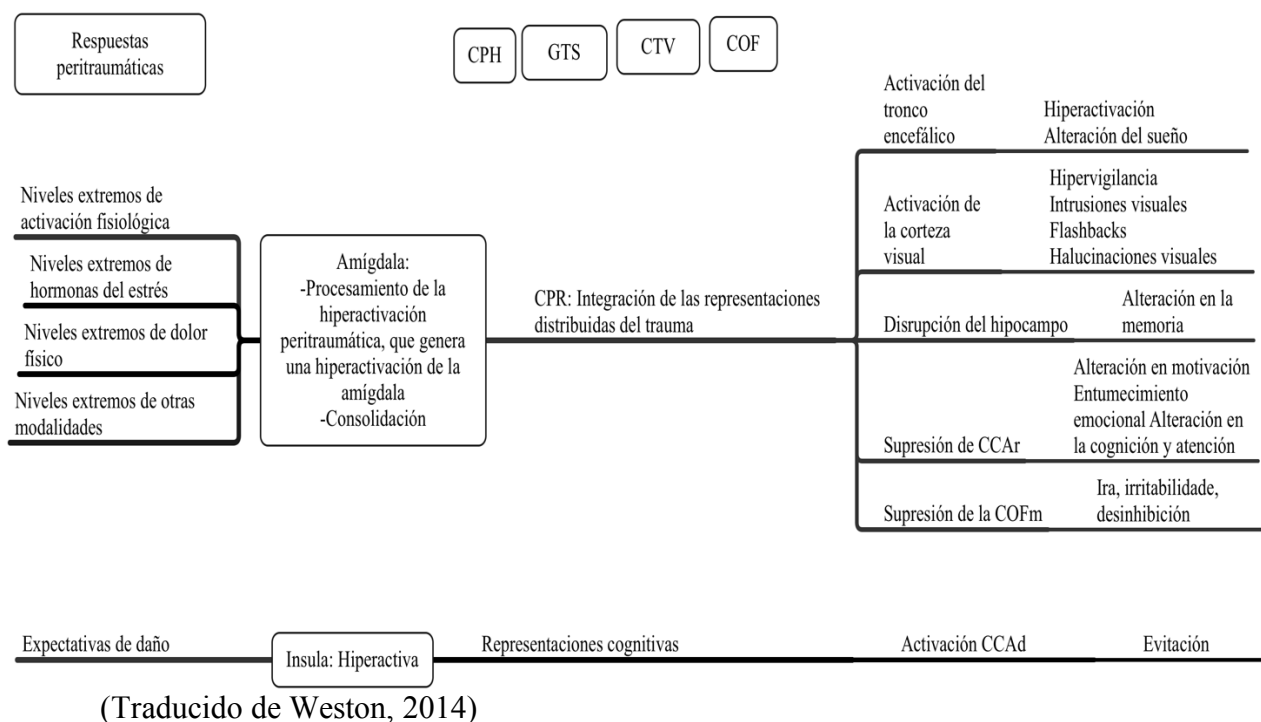 Respuestas
peritraumáticas
CPH
GTS
CTV
COF
Niveles extremos de
activación fisiológica
Niveles extremos de
hormonas del estrés
Niveles extremos de dolor
físico
Niveles extremos de otras
modalidades
Amígdala:
-Procesamiento de la
hiperactivación
peritraumática, que genera
una hiperactivación de la
amígdala
-Consolidación
CPR: Integración de las representaciones
distribuidas del trauma
Activación del
tronco
encefálico
Hiperactivación
Alteración del sueño
Activación de
la corteza
visual
Hipervigilancia
Intrusiones visuales
Flashbacks
Halucinaciones visuales
Disrupción del hipocampo
Alteración en la
memoria
Supresión de CCAr
Alteración en motivación
Entumecimiento
emocional Alteración en
la cognición y atención
Supresión de la COFm
Ira, irritabilidade,
desinhibición
Expectativas de daño
Insula: Hiperactiva
Representaciones cognitivas
Activación CCAd
Evitación
(Traducido de Weston, 2014)